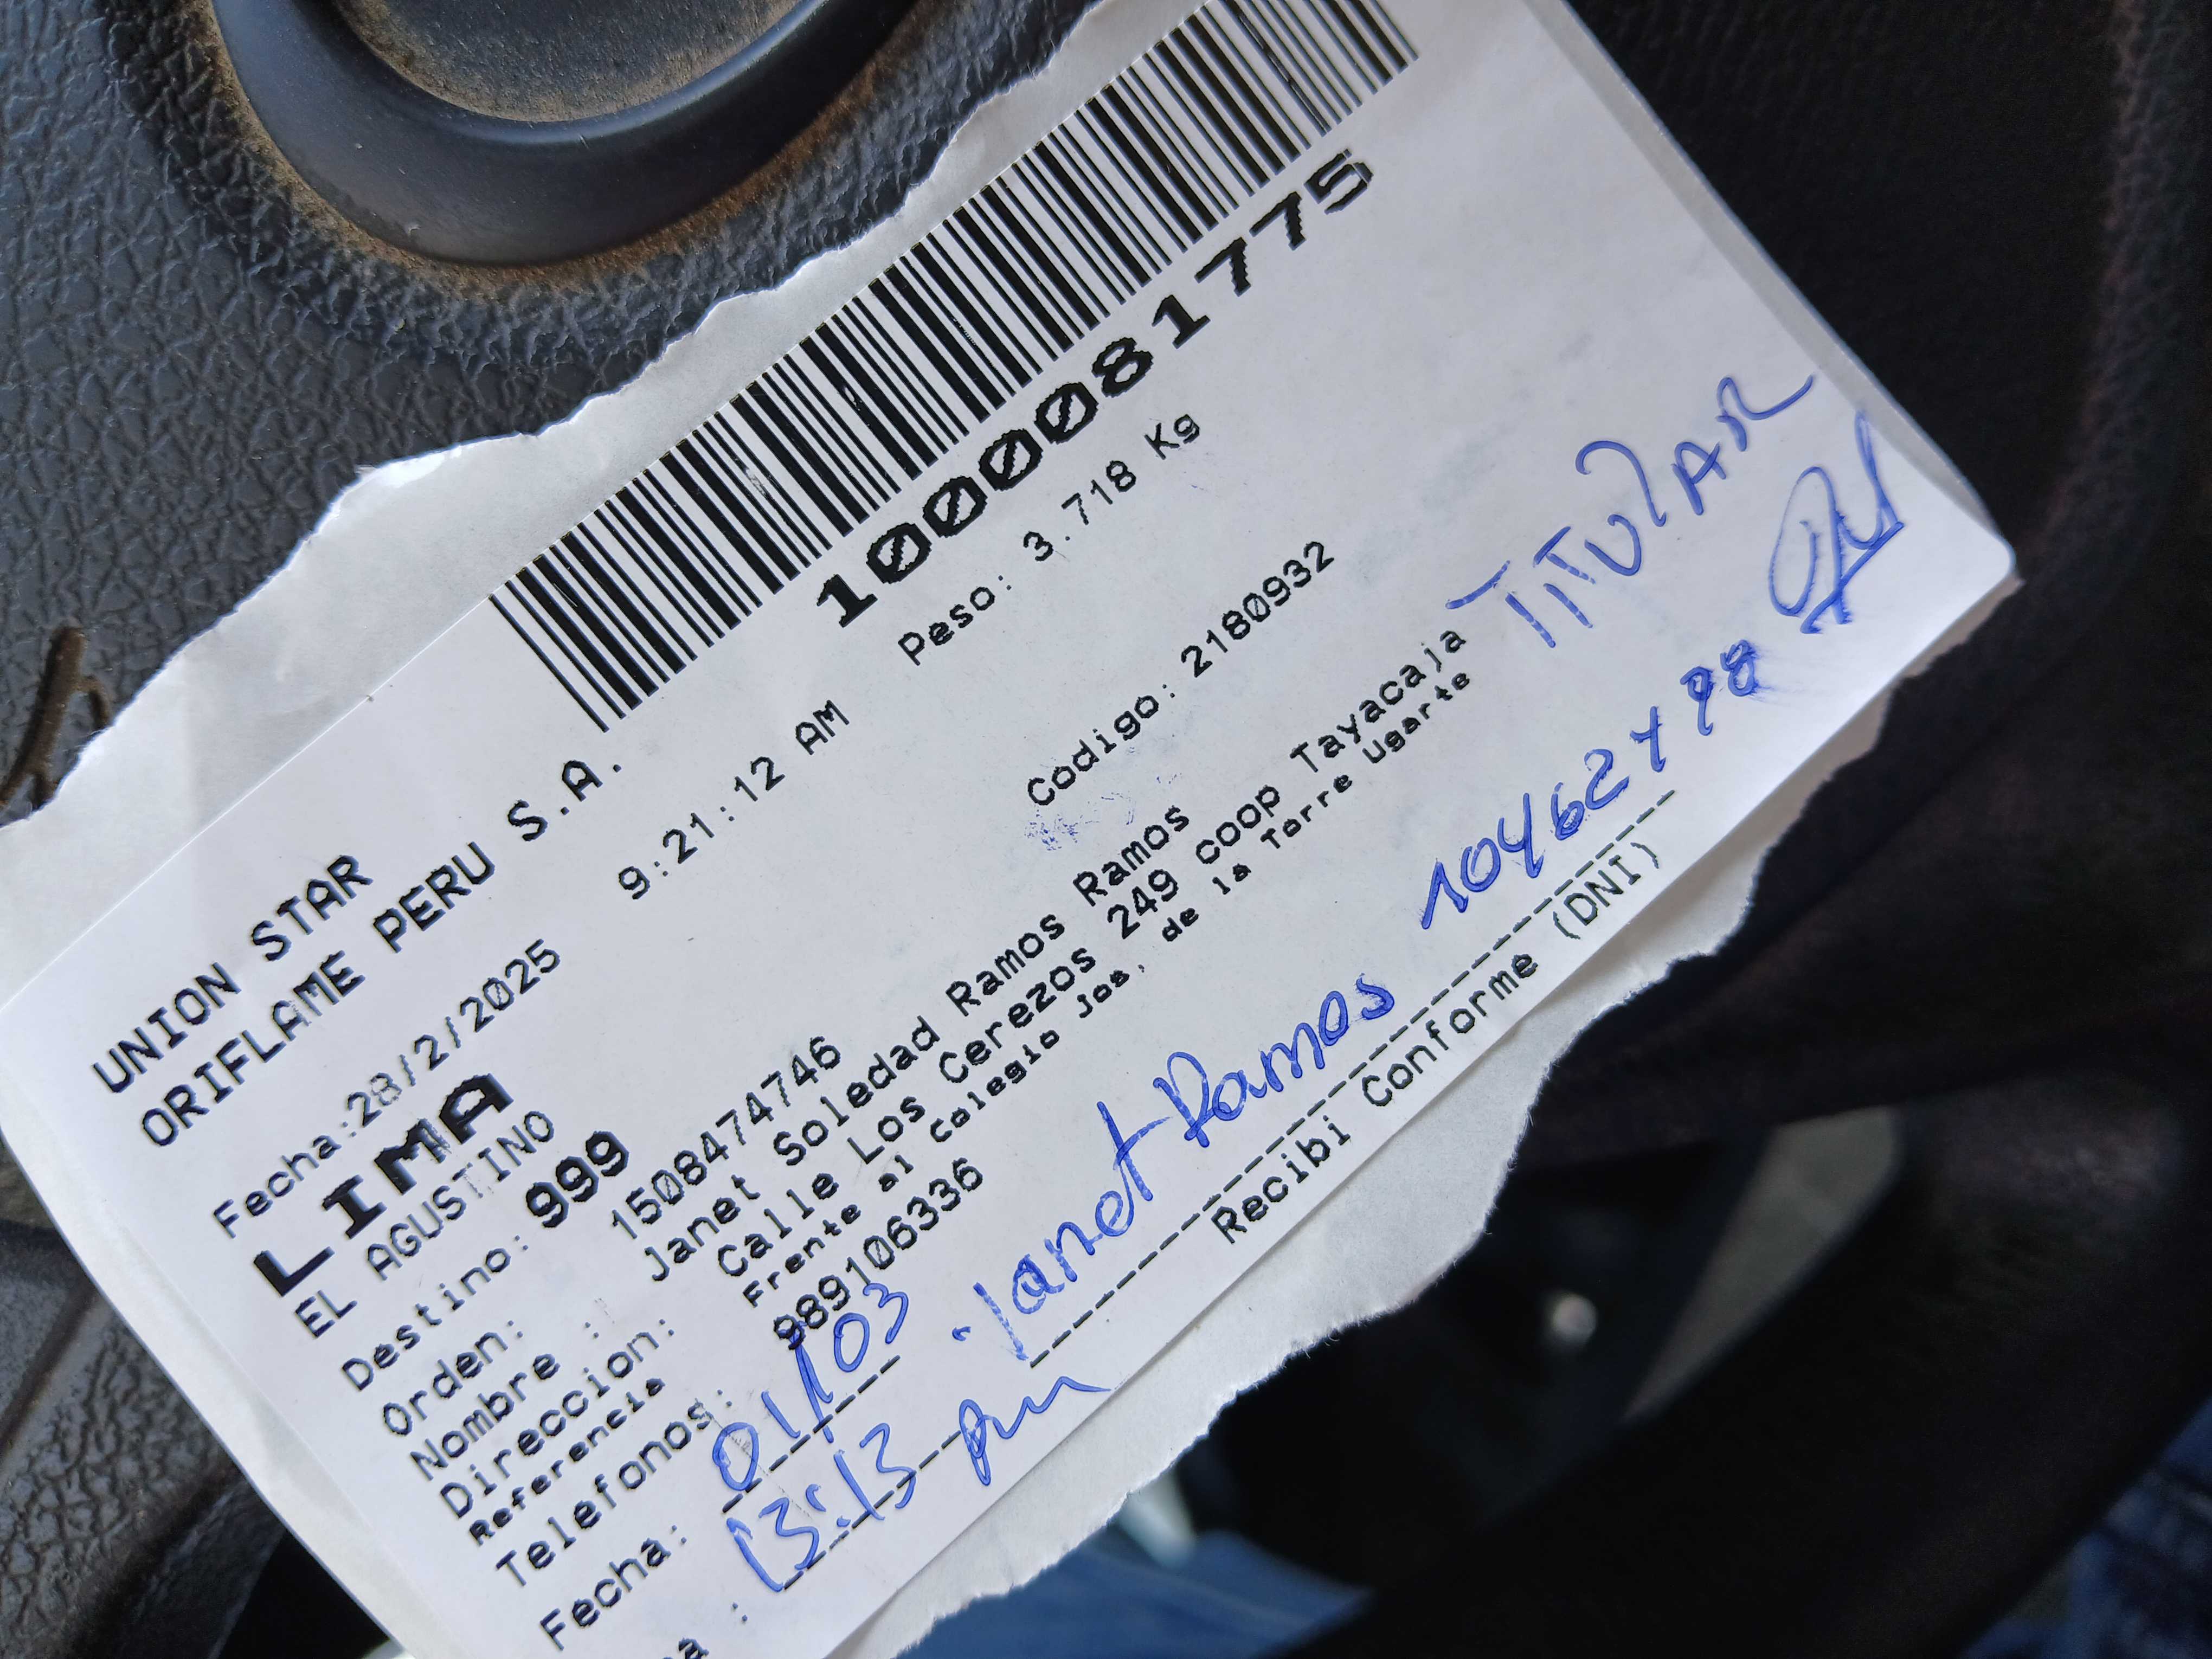 1000081775
UNION STAR
ORIFLAME PERU S.A.
Peso: 3.718 Kg
Fecha:28/2/2025 9:21:12 AM
LIMA
EL AGUSTINO
Destino: 999
Codigo: 2180932
Orden: 150847474746
Nombre : Janet Soledad Ramos Ramos
Direccion: Calle Los Cerezos 249 coop Tayacaja
Referencia Frente al Colegio Jos, de la Torre Ugarte
Telefonos: 989106336
TITULAR
Fecha: 01/03
Janet Ramos
13:13 pm
Recibi Conforme (DNI)